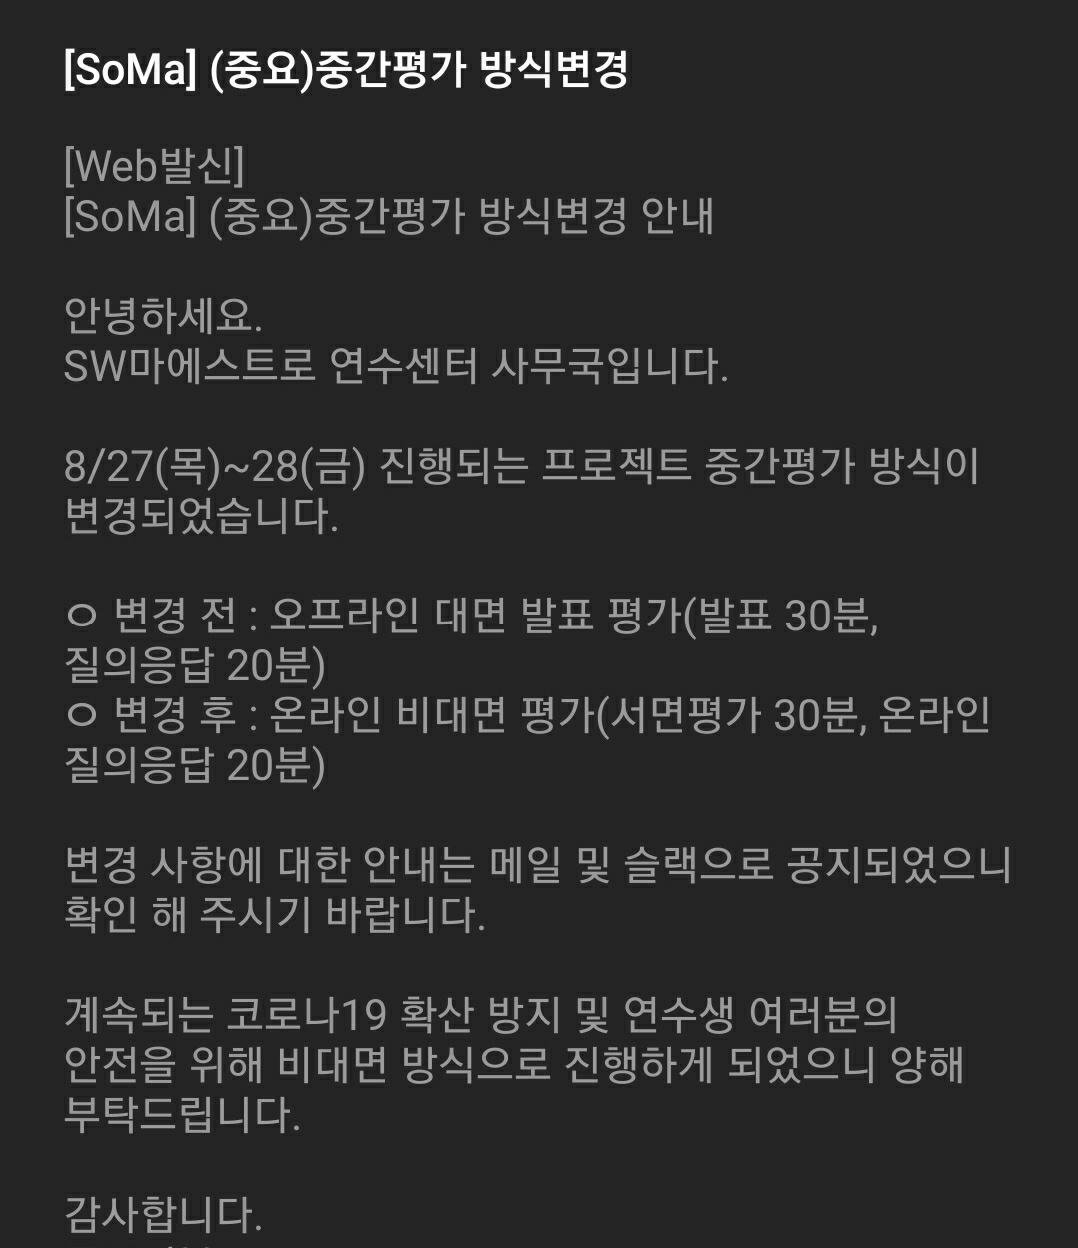 [SoMa] (중요)중간평가 방식변경
[Web발신]
[SoMa] (중요)중간평가 방식변경 안내
안녕하세요.
SW마에스트로 연수센터 사무국입니다.
8/27(목)~28(금) 진행되는 프로젝트 중간평가 방식이
변경되었습니다.
ㅇ 변경 전 : 오프라인 대면 발표 평가(발표 30분,
질의응답 20분)
ㅇ 변경 후 : 온라인 비대면 평가(서면평가 30분, 온라인
질의응답 20분)
변경 사항에 대한 안내는 메일 및 슬랙으로 공지되었으니
확인 해 주시기 바랍니다.
계속되는 코로나19 확산 방지 및 연수생 여러분의
안전을 위해 비대면 방식으로 진행하게 되었으니 양해
부탁드립니다.
감사합니다.